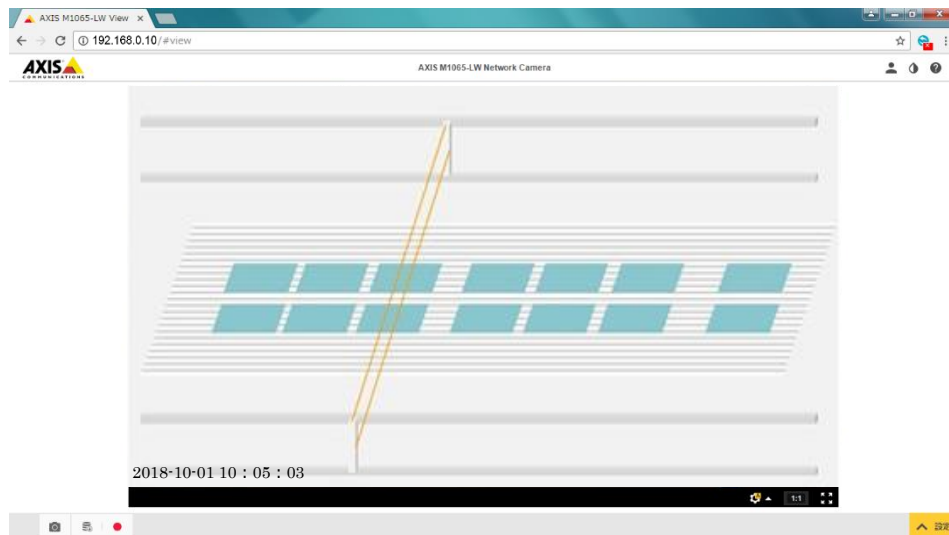 AXIS M1065-LW View
192.168.0.10/#view
AXIS COMMUNICATIONS
AXIS M1065-LW Network Camera
2018-10-01 10：05：03
1:1
設定